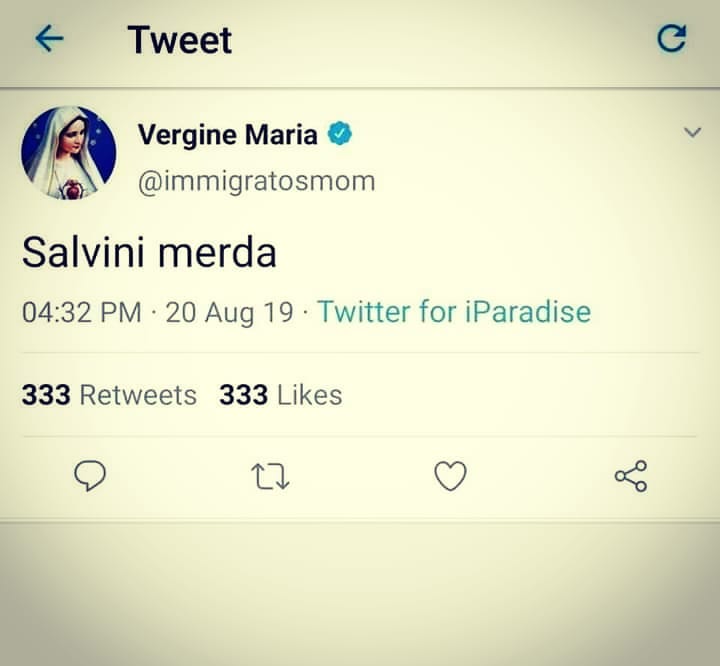 Tweet
Vergine Maria
@immigratosmom
Salvini merda
04:32 PM · 20 Aug 19 · Twitter for iParadise
333 Retweets 333 Likes